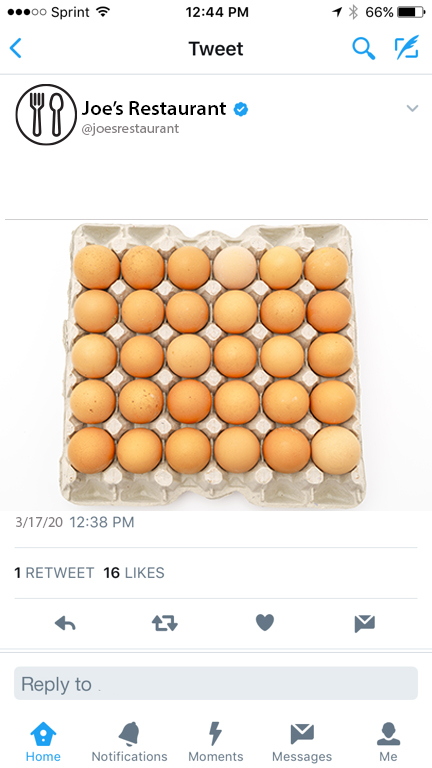 Sprint 12:44 PM 66%
Tweet
Joe's Restaurant
@joesrestaurant
3/17/20 12:38 PM
1 RETWEET 16 LIKES
Reply to .
Home Notifications Moments Messages Me